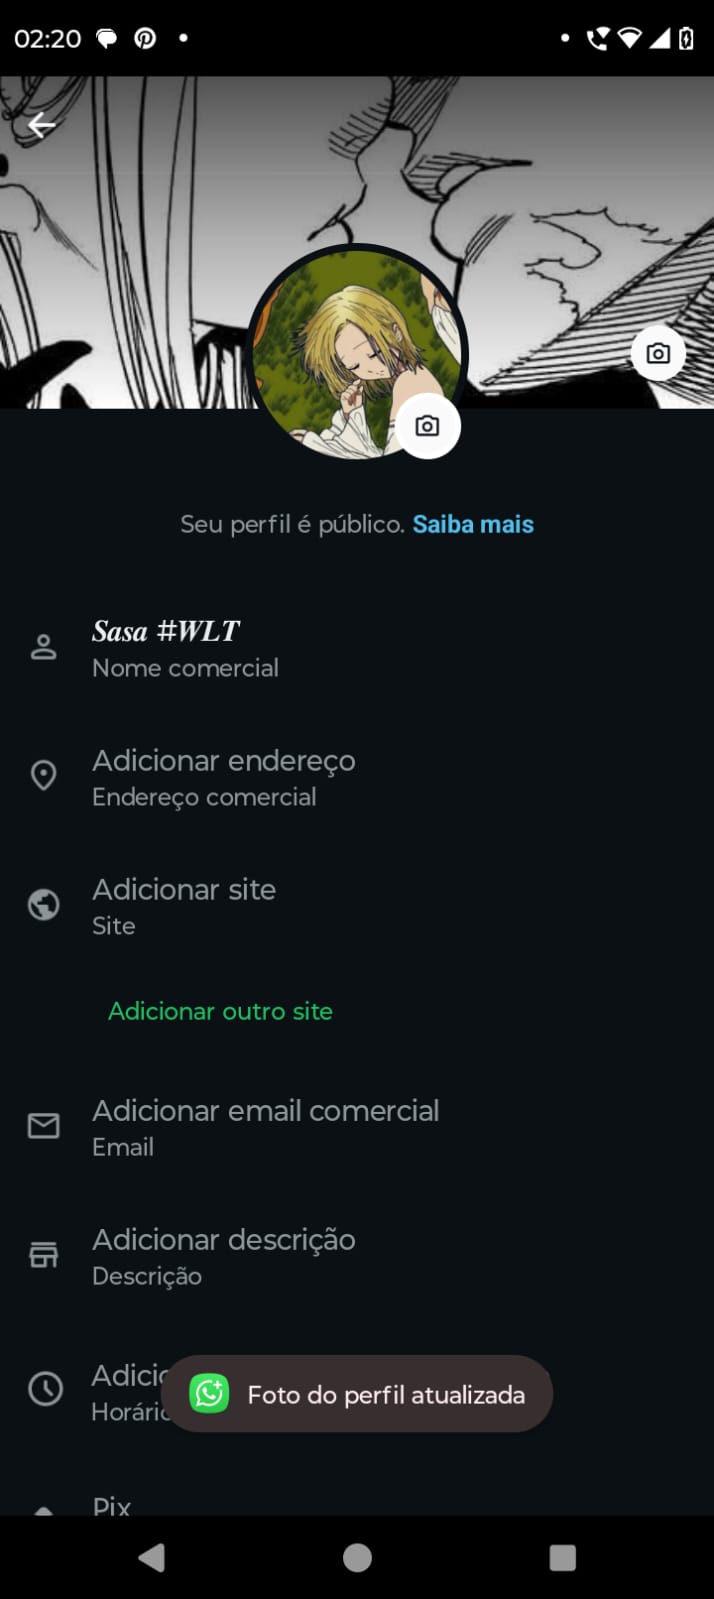 02:20
Seu perfil é público. Saiba mais
Sasa #WLT
Nome comercial
Adicionar endereço
Endereço comercial
Adicionar site
Site
Adicionar outro site
Adicionar email comercial
Email
Adicionar descrição
Descrição
Foto do perfil atualizada
Pix